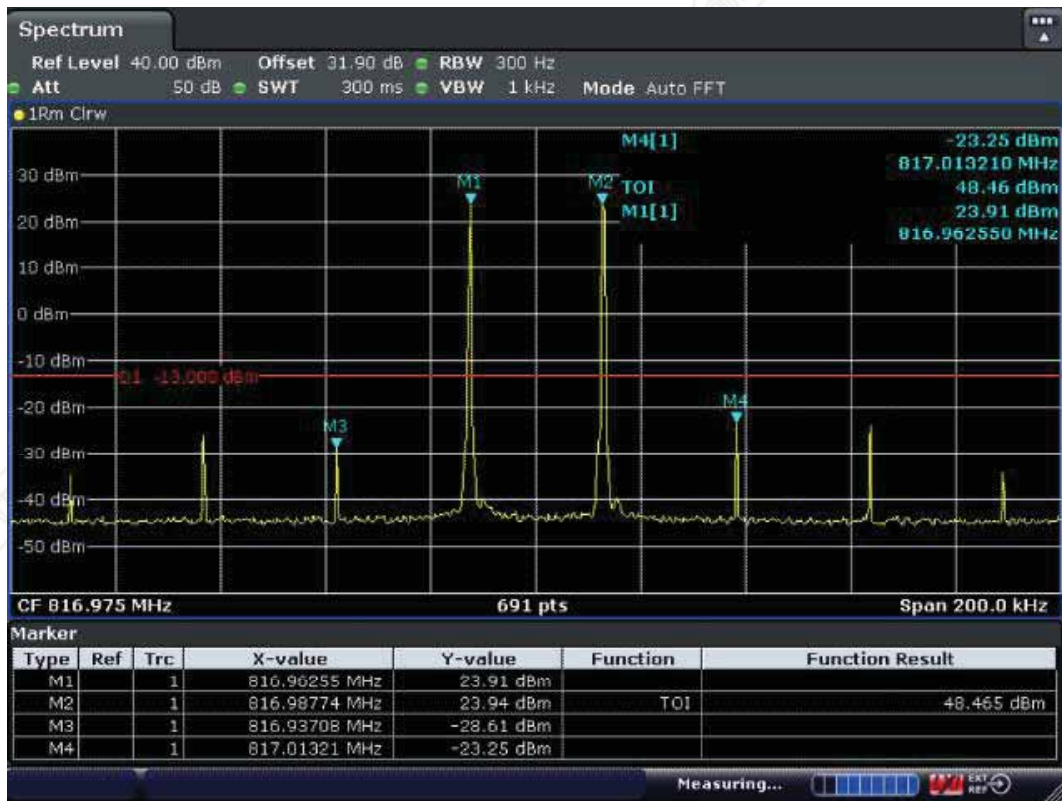 Spectrum
Ref Level 40.00 dBm Offset 31.90 dB RBW 300 Hz
Att 50 dB SWT 300 ms VBW 1 kHz Mode Auto FFT
1Rm Clrw
M4[1] -23.25 dBm
817.013210 MHz
TOI 48.46 dBm
M1[1] 23.91 dBm
816.962550 MHz
30 dBm
M1
M2
20 dBm
10 dBm
0 dBm
-10 dBm
D1 -13.000 dBm
-20 dBm
M4
M3
-30 dBm
-40 dBm
-50 dBm
CF 816.975 MHz 691 pts Span 200.0 kHz
Marker
Type Ref Trc X-value Y-value Function Function Result
M1 1 816.96255 MHz 23.91 dBm
M2 1 816.98774 MHz 23.94 dBm TOI 48.465 dBm
M3 1 816.93708 MHz -28.61 dBm
M4 1 817.01321 MHz -23.25 dBm
Measuring... EXT REF